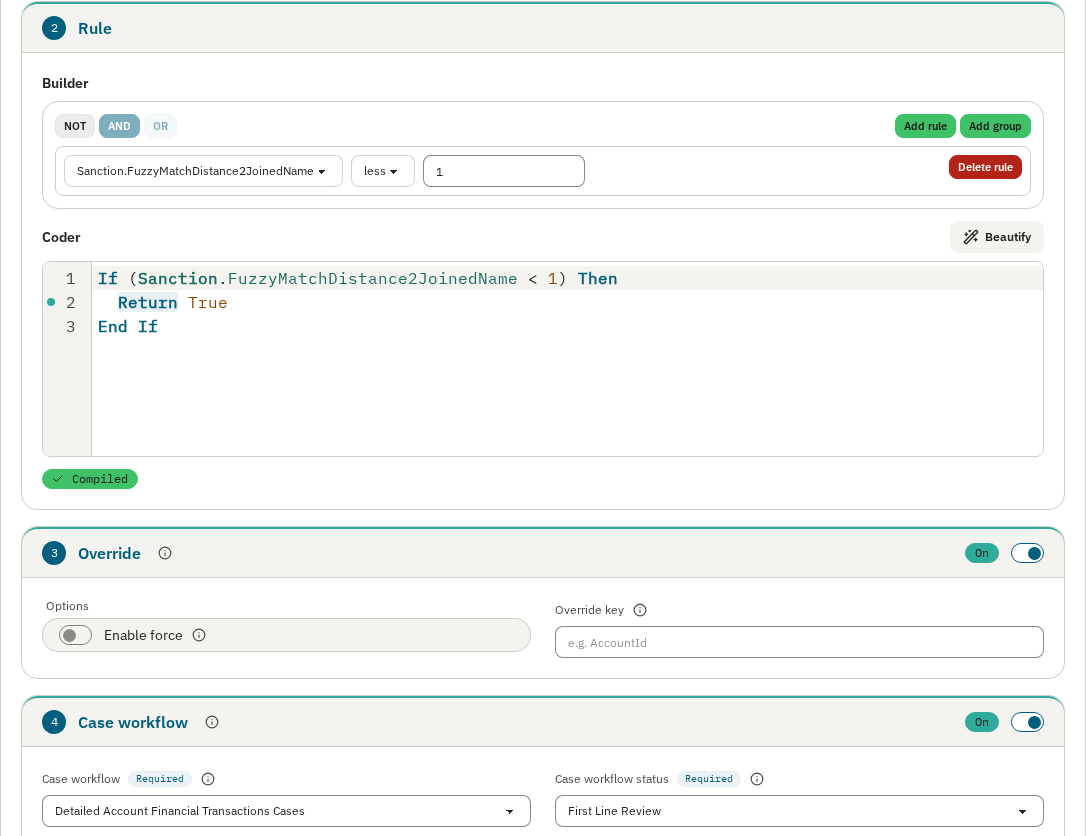 2 Rule
Builder
NOT AND OR Add rule Add group
Sanction.FuzzyMatchDistance2JoinedName less 1 Delete rule
Coder Beautify
1 If (Sanction.FuzzyMatchDistance2JoinedName < 1) Then
2 Return True
3 End If
Compiled
3 Override On
Options
Override key
Enable force
e.g. AccountId
4 Case workflow On
Case workflow Required Case workflow status Required
Detailed Account Financial Transactions Cases First Line Review